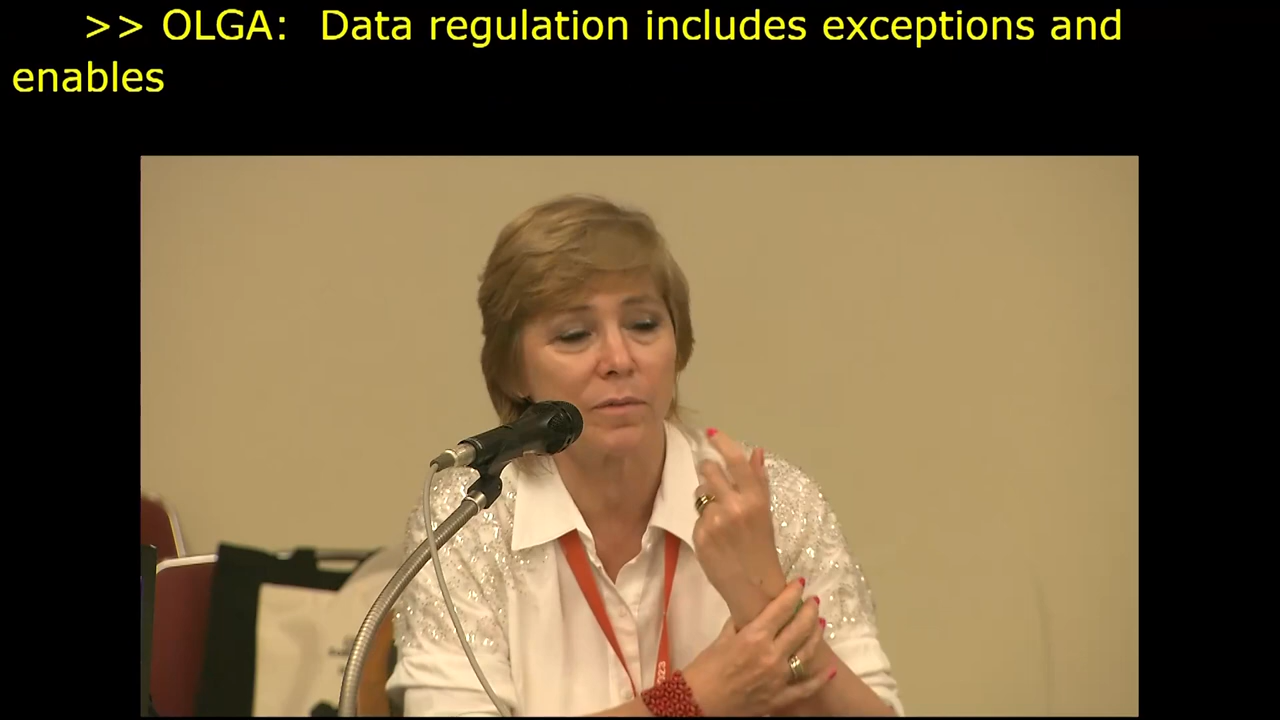 >> OLGA: Data regulation includes exceptions and
enables